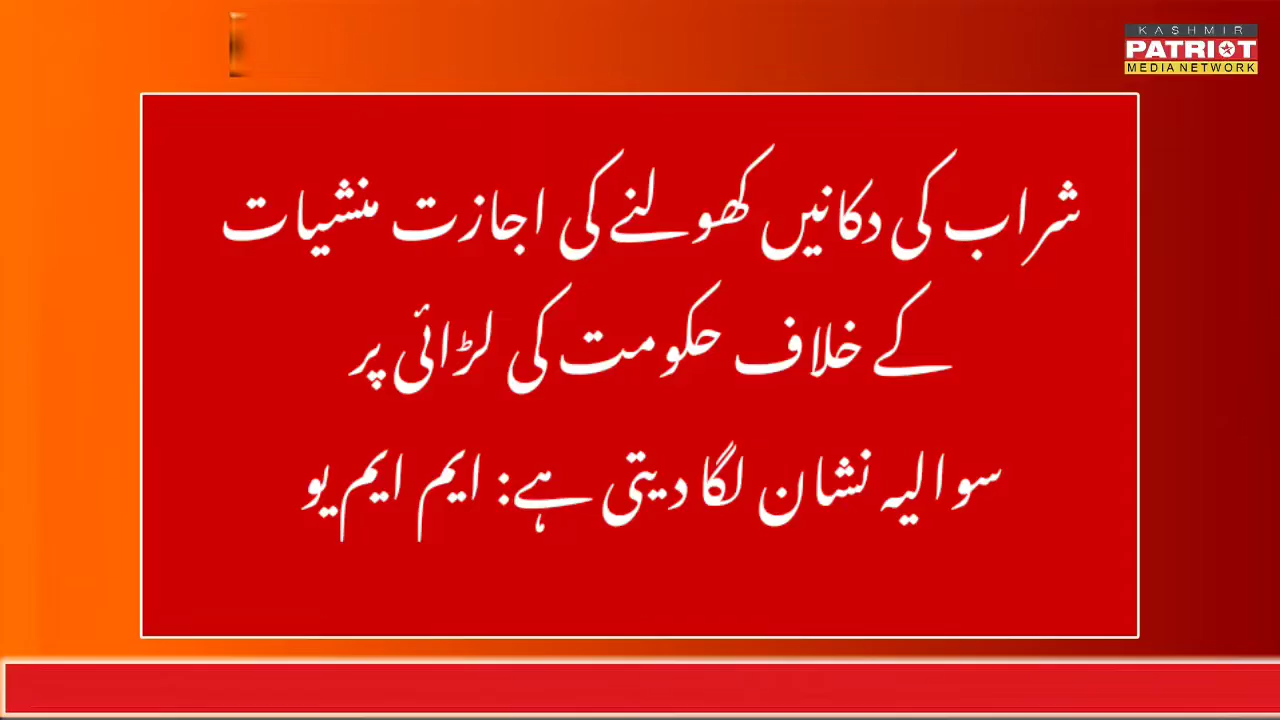 KASHMIR
PATRIOT
MEDIA NETWORK
شراب کی دکانیں کھولنے کی اجازت منشیات
کے خلاف حکومت کی لڑائی پر
سوالیہ نشان لگا دیتی ہے: ایم ایم یو